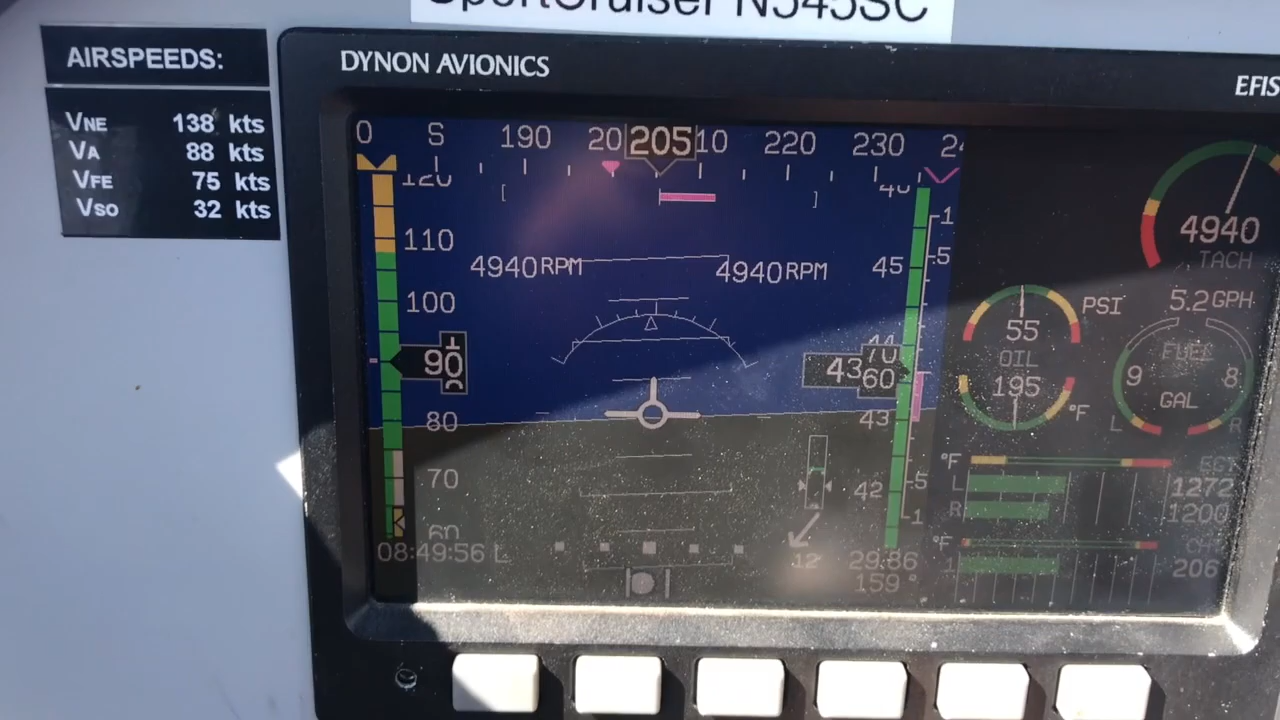 SportCruiser N545SC
AIRSPEEDS:
VNE 138 kts
VA 88 kts
VFE 75 kts
VSO 32 kts
DYNON AVIONICS
EFIS
0 S 190 20 205 10 220 230 24
120
110
100
90
80
70
60
4940 RPM 4940 RPM
45
44
43 70
60
43
42
1
.5
.5
1
08:49:56 L
12
29.86
159 °
4940
TACH
PSI
55
OIL
195
°F
5.2 GPH
FUEL
9 8
GAL
L R
°F EGT
L 1272
R 1200
°F CHT
1 206